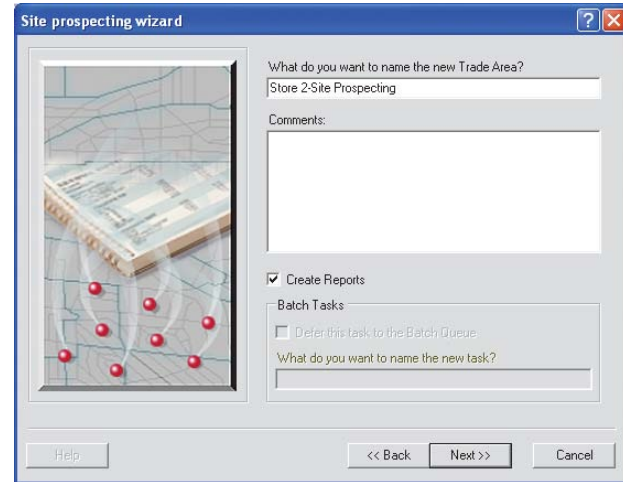 Site prospecting wizard
What do you want to name the new Trade Area?
Store 2-Site Prospecting
Comments:
Create Reports
Batch Tasks
Defer this task to the Batch Queue
What do you want to name the new task?
Help
<< Back
Next >>
Cancel